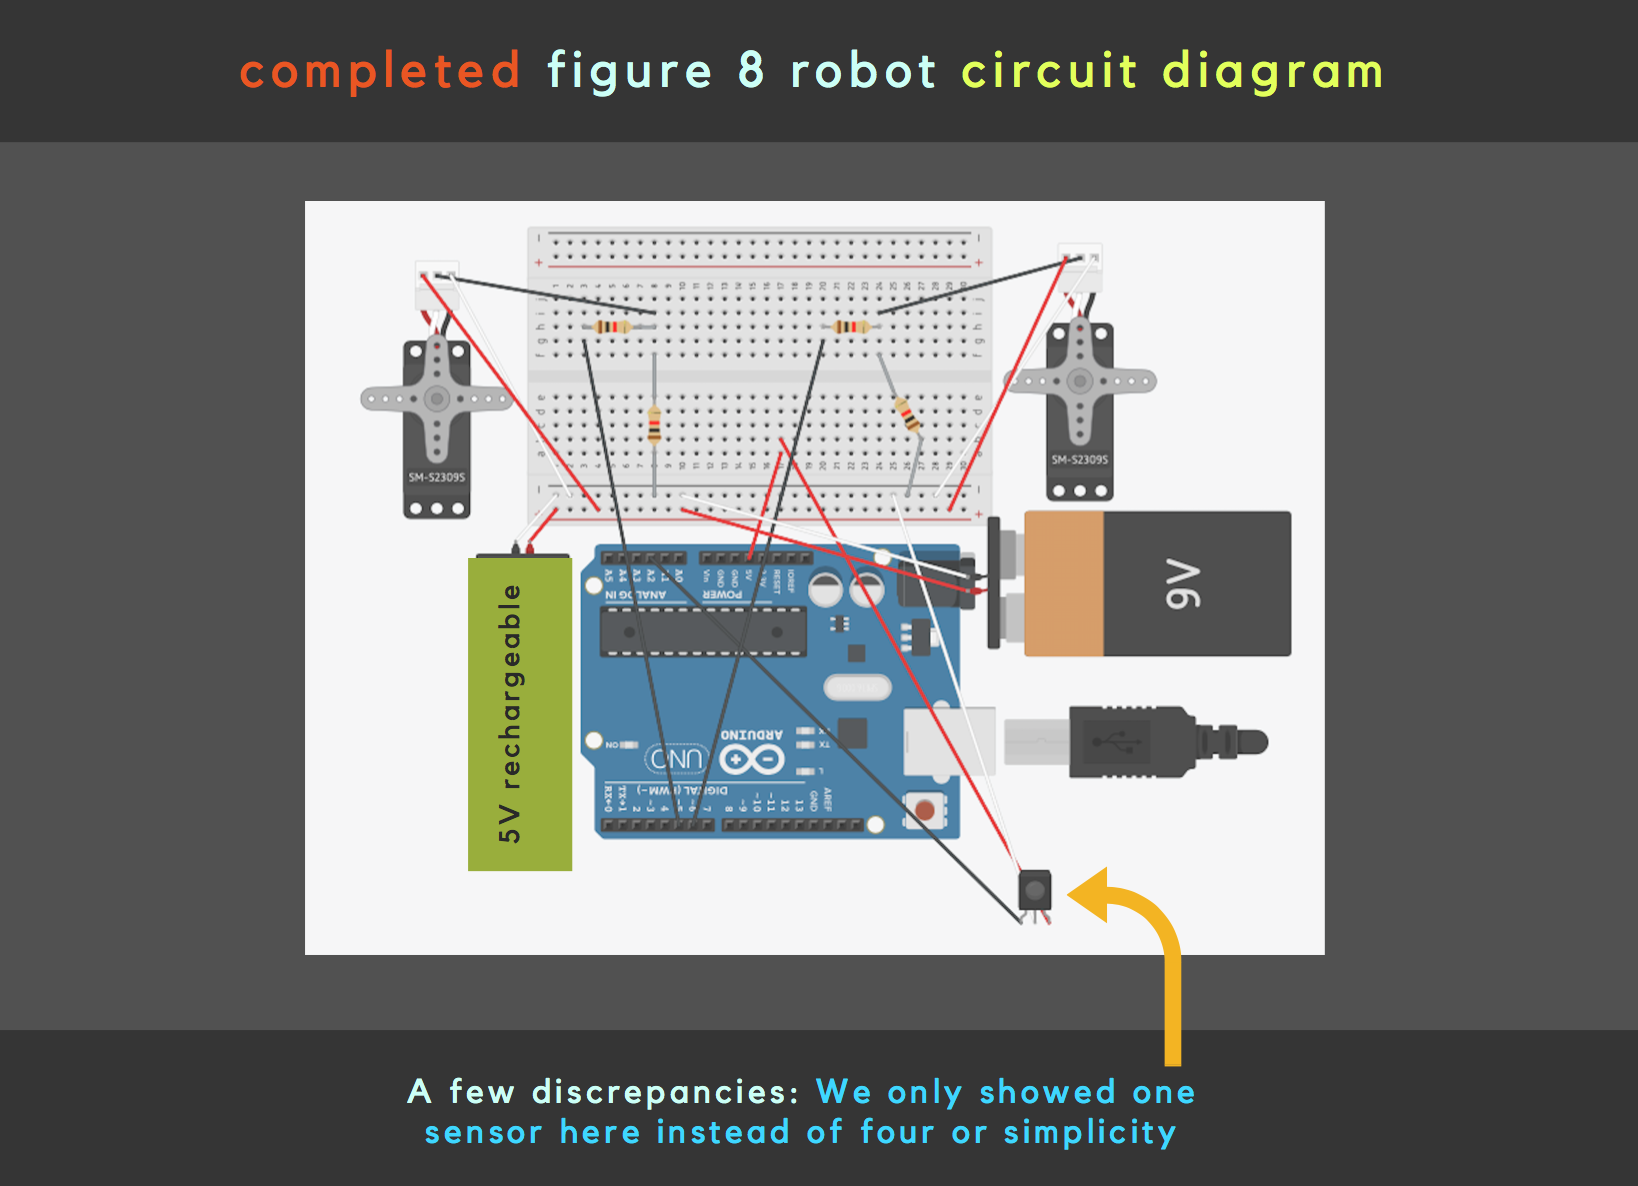 completed figure 8 robot circuit diagram
SM-S2309S
SM-S2309S
9V
5V rechargeable
A5 A4 A3 A2 A1 A0
Vin GND GND 5V 3.3V RESET IOREF
ANALOG IN
POWER
ARDUINO
UNO
ON
TX
L
DIGITAL (PWM~)
RX←0 TX→1 2 ~3 4 ~6 7 8 ~9 ~10 ~11 12 13 GND AREF
A few discrepancies: We only showed one
sensor here instead of four or simplicity